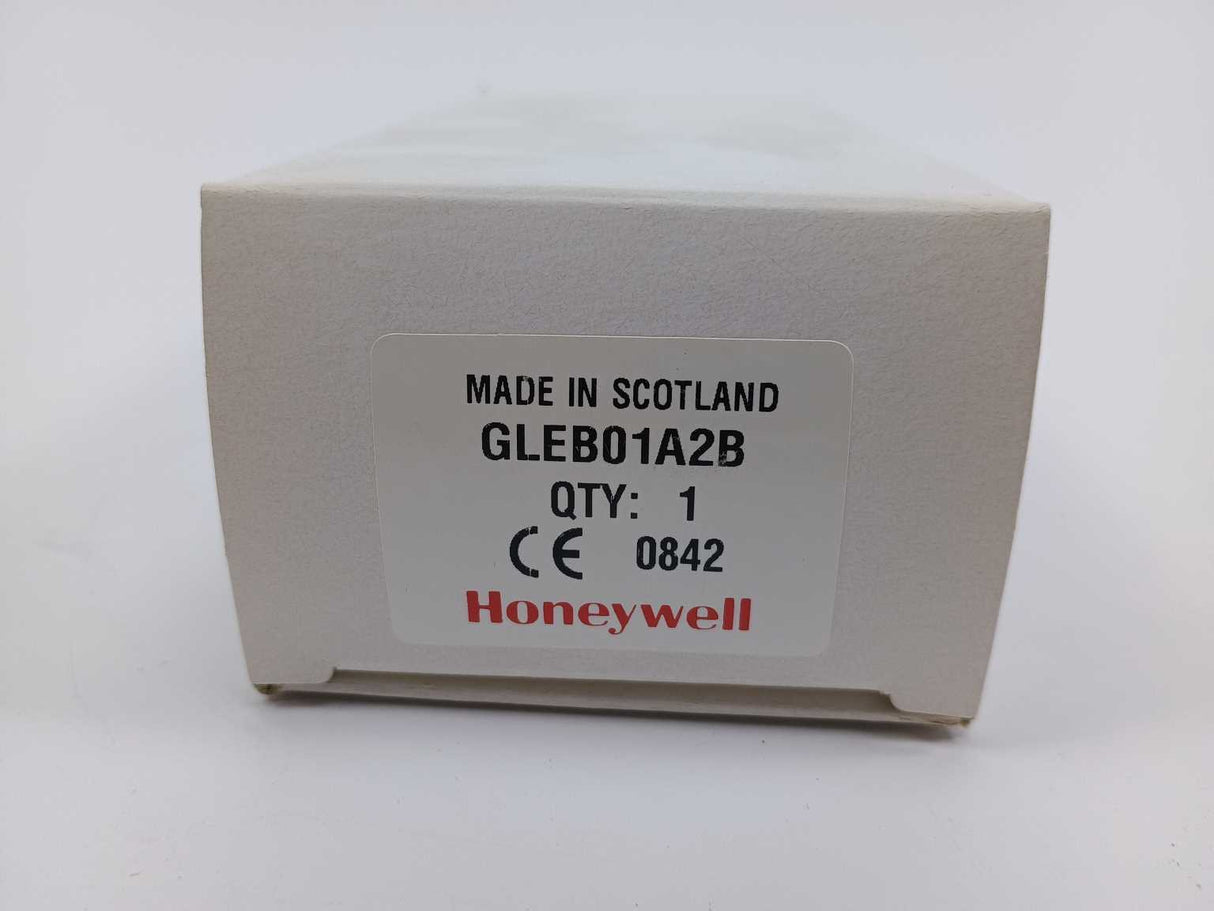 MADE IN SCOTLAND
GLEB01A2B
QTY: 1
CE 0842
Honeywell